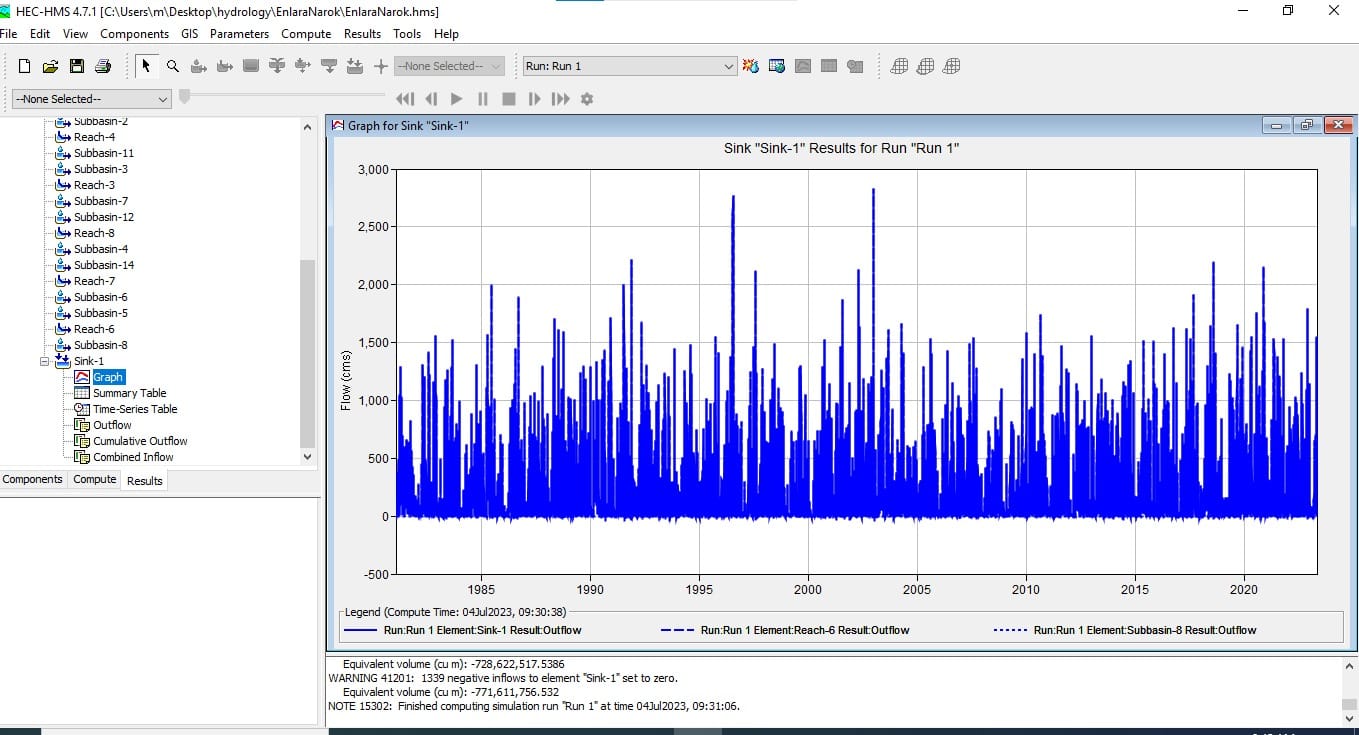 HEC-HMS 4.7.1 [C:\Users\m\Desktop\hydrology\EnlaraNarok\EnlaraNarok.hms]
File Edit View Components GIS Parameters Compute Results Tools Help
--None Selected-- Run: Run 1
--None Selected--
Subbasin-2
Reach-4
Subbasin-11
Subbasin-3
Reach-3
Subbasin-7
Subbasin-12
Reach-8
Subbasin-4
Subbasin-14
Reach-7
Subbasin-6
Subbasin-5
Reach-6
Subbasin-8
Sink-1
Graph
Summary Table
Time-Series Table
Outflow
Cumulative Outflow
Combined Inflow
Components Compute Results
Graph for Sink "Sink-1"
Sink "Sink-1" Results for Run "Run 1"
3,000
2,500
2,000
1,500
1,000
500
0
-500
Flow (cms)
1985 1990 1995 2000 2005 2010 2015 2020
Legend (Compute Time: 04Jul2023, 09:30:38)
Run:Run 1 Element:Sink-1 Result:Outflow Run:Run 1 Element:Reach-6 Result:Outflow Run:Run 1 Element:Subbasin-8 Result:Outflow
Equivalent volume (cu m): -728,622,517.5386
WARNING 41201: 1339 negative inflows to element "Sink-1" set to zero.
Equivalent volume (cu m): -771,611,756.532
NOTE 15302: Finished computing simulation run "Run 1" at time 04Jul2023, 09:31:06.